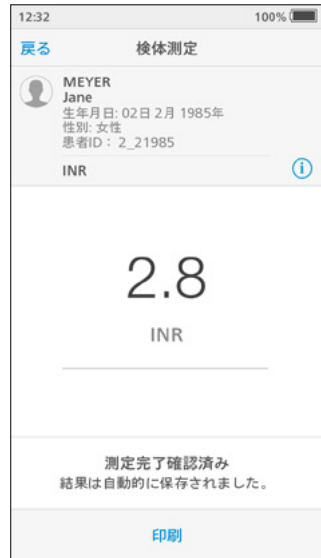 12:32 100%
戻る 検体測定
MEYER
Jane
生年月日: 02日 2月 1985年
性別: 女性
患者ID： 2_21985
INR
2.8
INR
測定完了確認済み
結果は自動的に保存されました。
印刷